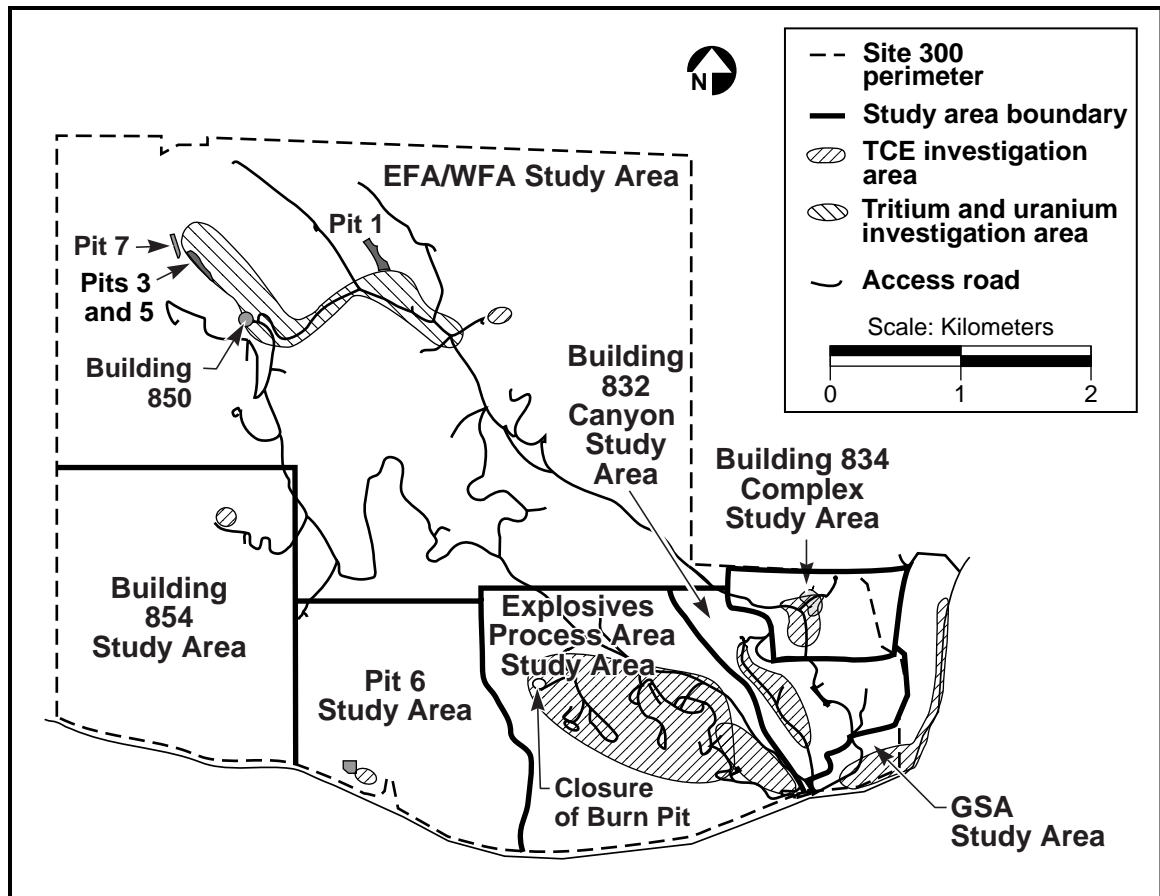 N
Site 300
perimeter
Study area boundary
TCE investigation
area
Tritium and uranium
investigation area
Access road
Scale: Kilometers
0 1 2
EFA/WFA Study Area
Pit 1
Pit 7
Pits 3
and 5
Building
850
Building
832
Canyon
Study
Area
Building 834
Complex
Study Area
Building
854
Study Area
Explosives
Process Area
Study Area
Pit 6
Study Area
Closure
of Burn Pit
GSA
Study Area